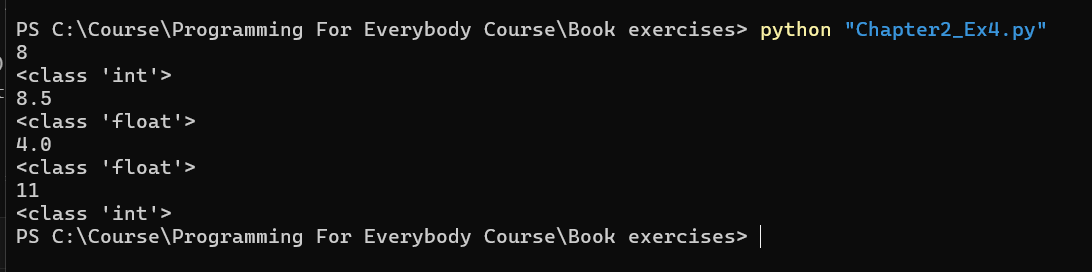 PS C:\Course\Programming For Everybody Course\Book exercises> python "Chapter2_Ex4.py"
8
<class 'int'>
8.5
<class 'float'>
4.0
<class 'float'>
11
<class 'int'>
PS C:\Course\Programming For Everybody Course\Book exercises>